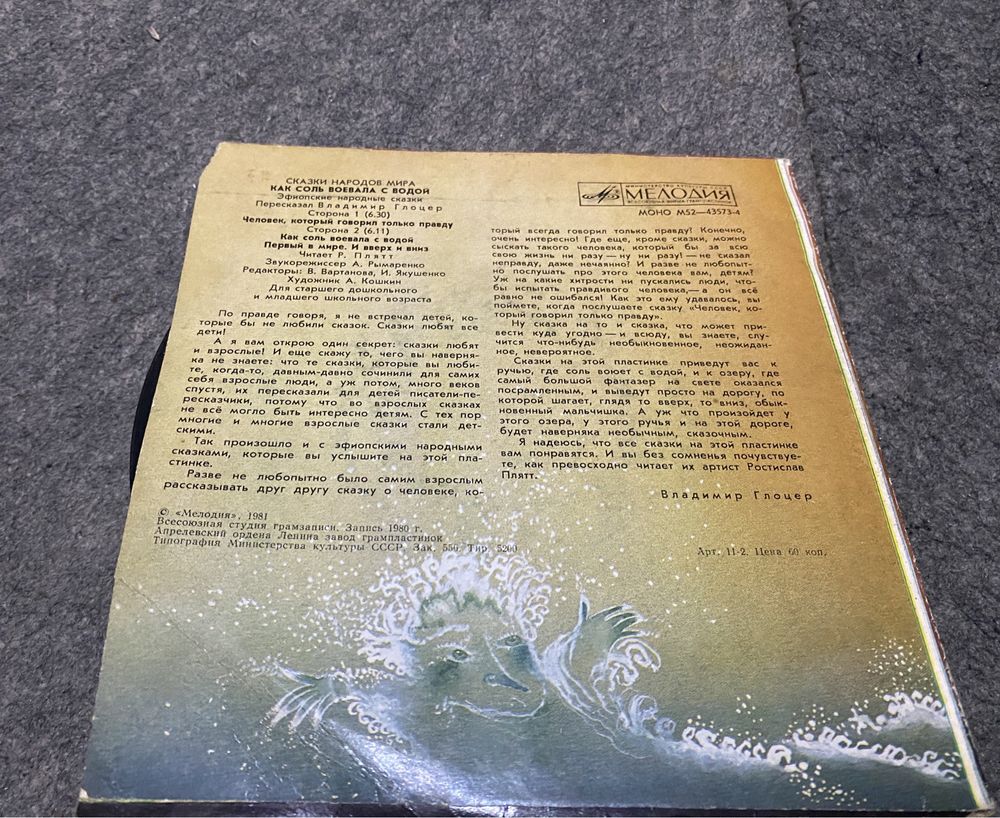 СКАЗКИ НАРОДОВ МИРА
КАК СОЛЬ ВОЕВАЛА С ВОДОЙ
Эфиопские народные сказки
Пересказал Владимир Глоцер
Сторона 1 (6.30)
Человек, который говорил только правду
Сторона 2 (6.11)
Как соль воевала с водой
Первый в мире. И вверх и вниз
Читает Р. Плятт
Звукорежиссер А. Рымаренко
Редакторы: В. Вартанова, И. Якушенко
Художник А. Кошкин
Для старшего дошкольного
и младшего школьного возраста
По правде говоря, я не встречал детей, ко-
торые бы не любили сказок. Сказки любят все
дети!
А я вам открою один секрет: сказки любят
и взрослые! И еще скажу то, чего вы наверня-
ка не знаете: что те сказки, которые вы люби-
те, когда-то, давным-давно сочинили для самих
себя взрослые люди, а уж потом, много веков
спустя, их пересказали для детей писатели-пе-
ресказчики, потому что во взрослых сказках
не всё могло быть интересно детям. С тех пор
многие и многие взрослые сказки стали дет-
скими.
Так произошло и с эфиопскими народными
сказками, которые вы услышите на этой пла-
стинке.
Разве не любопытно было самим взрослым
рассказывать друг другу сказку о человеке, ко-
МЕЛОДИЯ
МОНО М52—43573-4
торый всегда говорил только правду! Конечно,
очень интересно! Где еще, кроме сказки, можно
сыскать такого человека, который бы за всю
свою жизнь ни разу — ну ни разу! — не сказал
неправду, даже нечаянно! И разве не любопыт-
но послушать про этого человека вам, детям?
Уж на какие хитрости ни пускались люди, что-
бы испытать правдивого человека,— а он всё
равно не ошибался! Как это ему удавалось, вы
поймете, когда послушаете сказку «Человек, ко-
торый говорил только правду».
Ну сказка на то и сказка, что может при-
вести куда угодно — и всюду, вы знаете, слу-
чится что-нибудь необыкновенное, неожидан-
ное, невероятное.
Сказки на этой пластинке приведут вас к
ручью, где соль воюет с водой, и к озеру, где
самый большой фантазер на свете оказался
посрамленным, и выведут просто на дорогу, по
которой шагает, глядя то вверх, то вниз, обык-
новенный мальчишка. А уж что произойдет у
этого озера, у этого ручья и на этой дороге,
будет наверняка необычным, сказочным.
Я надеюсь, что все сказки на этой пластинке
вам понравятся. И вы без сомненья почувствуе-
те, как превосходно читает их артист Ростислав
Плятт.
Владимир Глоцер
© «Мелодия», 1981
Всесоюзная студия грамзаписи. Запись 1980 г.
Апрелевский ордена Ленина завод грампластинок
Типография Министерства культуры СССР. Зак. 550. Тир. 5200
Арт. 11-2. Цена 60 коп.